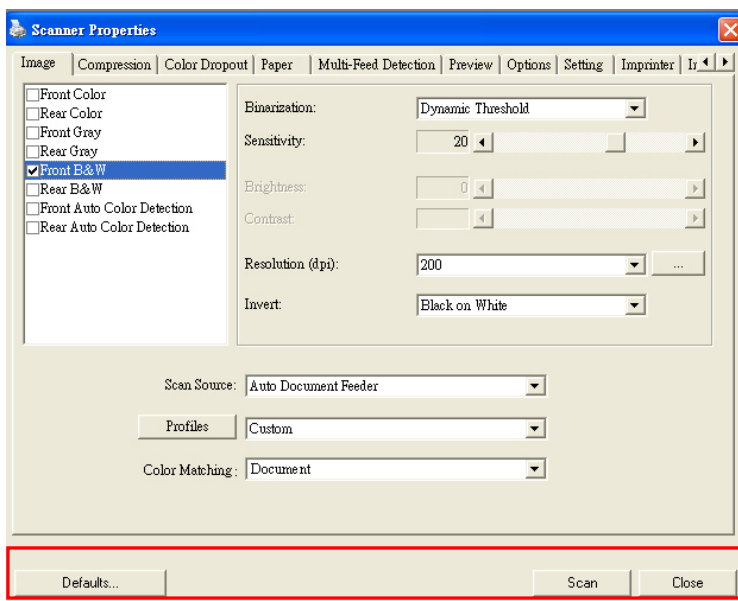 Scanner Properties
Image Compression Color Dropout Paper Multi-Feed Detection Preview Options Setting Imprinter
Front Color
Rear Color
Front Gray
Rear Gray
Front B&W
Rear B&W
Front Auto Color Detection
Rear Auto Color Detection
Binarization: Dynamic Threshold
Sensitivity: 20
Brightness: 0
Contrast:
Resolution (dpi): 200 ...
Invert: Black on White
Scan Source: Auto Document Feeder
Profiles Custom
Color Matching: Document
Defaults... Scan Close